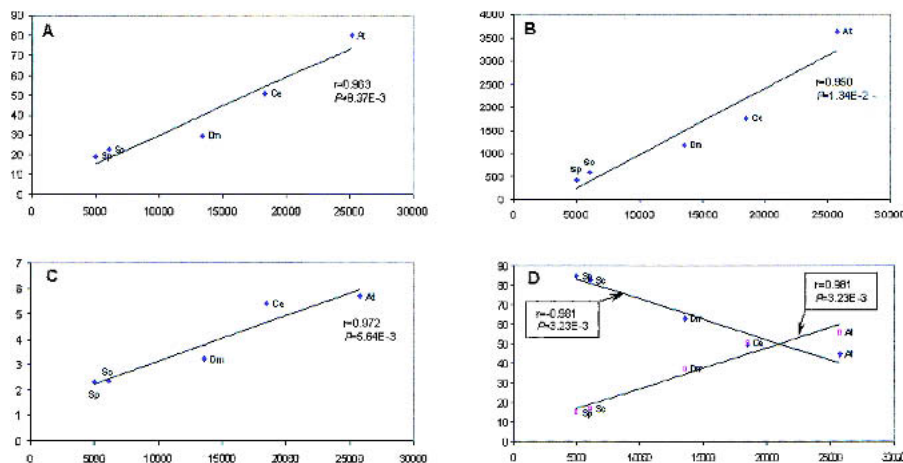 A
90
80
70
60
50
40
30
20
10
0
At
r=0.963
Ce
Dm
Sc
Sp
0 5000 10000 15000 20000 25000 30000
B
4000
3500
3000
2500
2000
1500
1000
500
0
At
r=0.950
P=1.34E-2
Ce
Dm
Sc
Sp
0 5000 10000 15000 20000 25000 30000
C
7
6
5
4
3
2
1
0
At
Ce
r=0.972
P=5.64E-3
Dm
Sc
Sp
0 5000 10000 15000 20000 25000 30000
D
90
80
70
60
50
40
30
20
10
0
Sp
Sc
r=-0.981
P=3.23E-3
r=0.981
P=3.23E-3
Dm
At
Ce
Dm
At
Sc
Sp
0 5000 10000 15000 20000 25000 30000